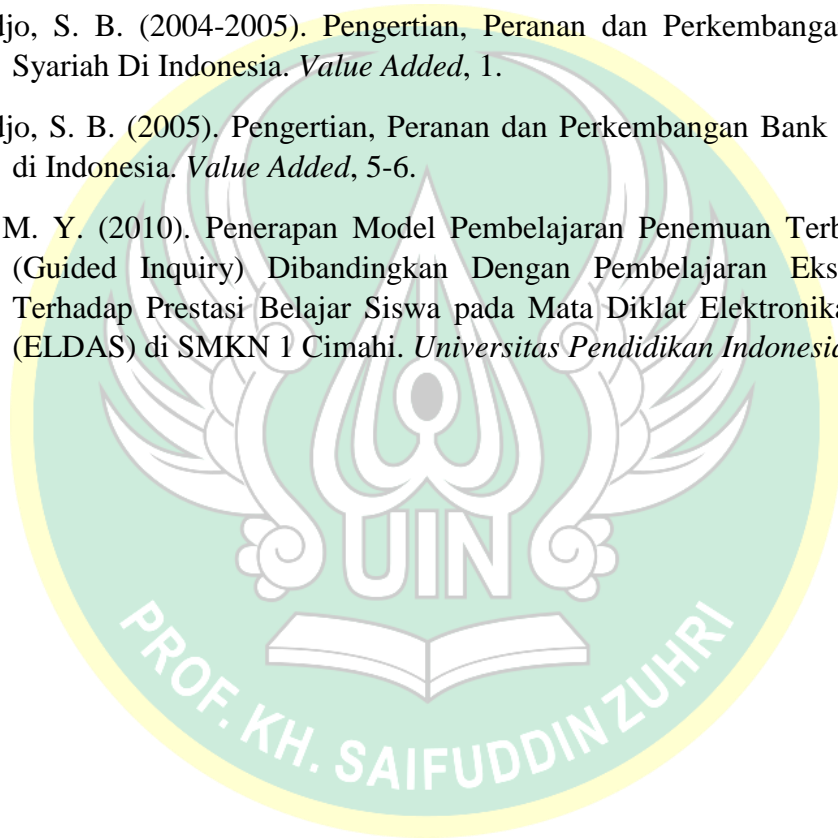 djo, S. B. (2004-2005). Pengertian, Peranan dan Perkembanga
Syariah Di Indonesia. Value Added, 1.
djo, S. B. (2005). Pengertian, Peranan dan Perkembangan Bank
di Indonesia. Value Added, 5-6.
M. Y. (2010). Penerapan Model Pembelajaran Penemuan Terb
(Guided Inquiry) Dibandingkan Dengan Pembelajaran Eks
Terhadap Prestasi Belajar Siswa pada Mata Diklat Elektronika
(ELDAS) di SMKN 1 Cimahi. Universitas Pendidikan Indonesia
UIN
PROF. KH. SAIFUDDIN ZUHRI